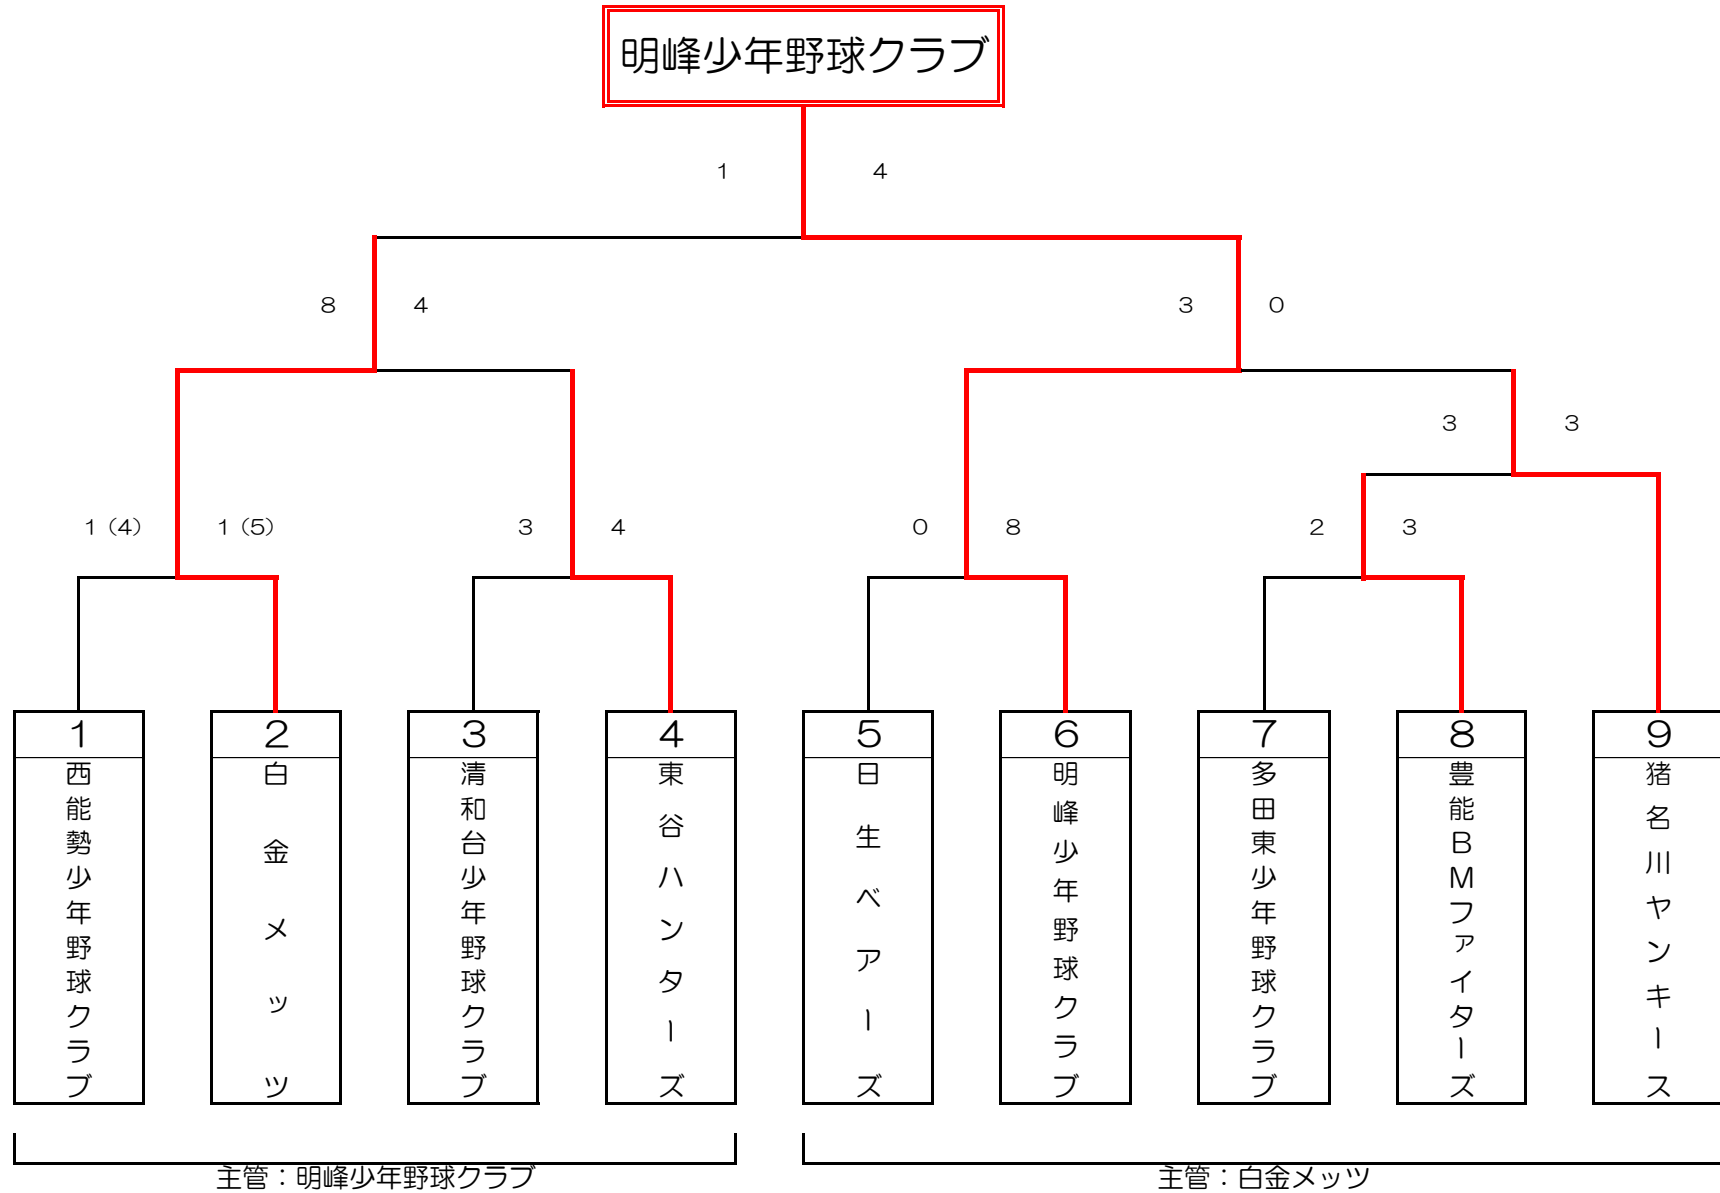 明峰少年野球クラブ
1 4
8 4 3 0
3 3
1（4） 1（5） 3 4 0 8 2 3
1 2 3 4 5 6 7 8 9
西能勢少年野球クラブ
白金メッツ
清和台少年野球クラブ
東谷ハンターズ
日生ベアーズ
明峰少年野球クラブ
多田東少年野球クラブ
豊能BMファイターズ
猪名川ヤンキース
主管：明峰少年野球クラブ
主管：白金メッツ